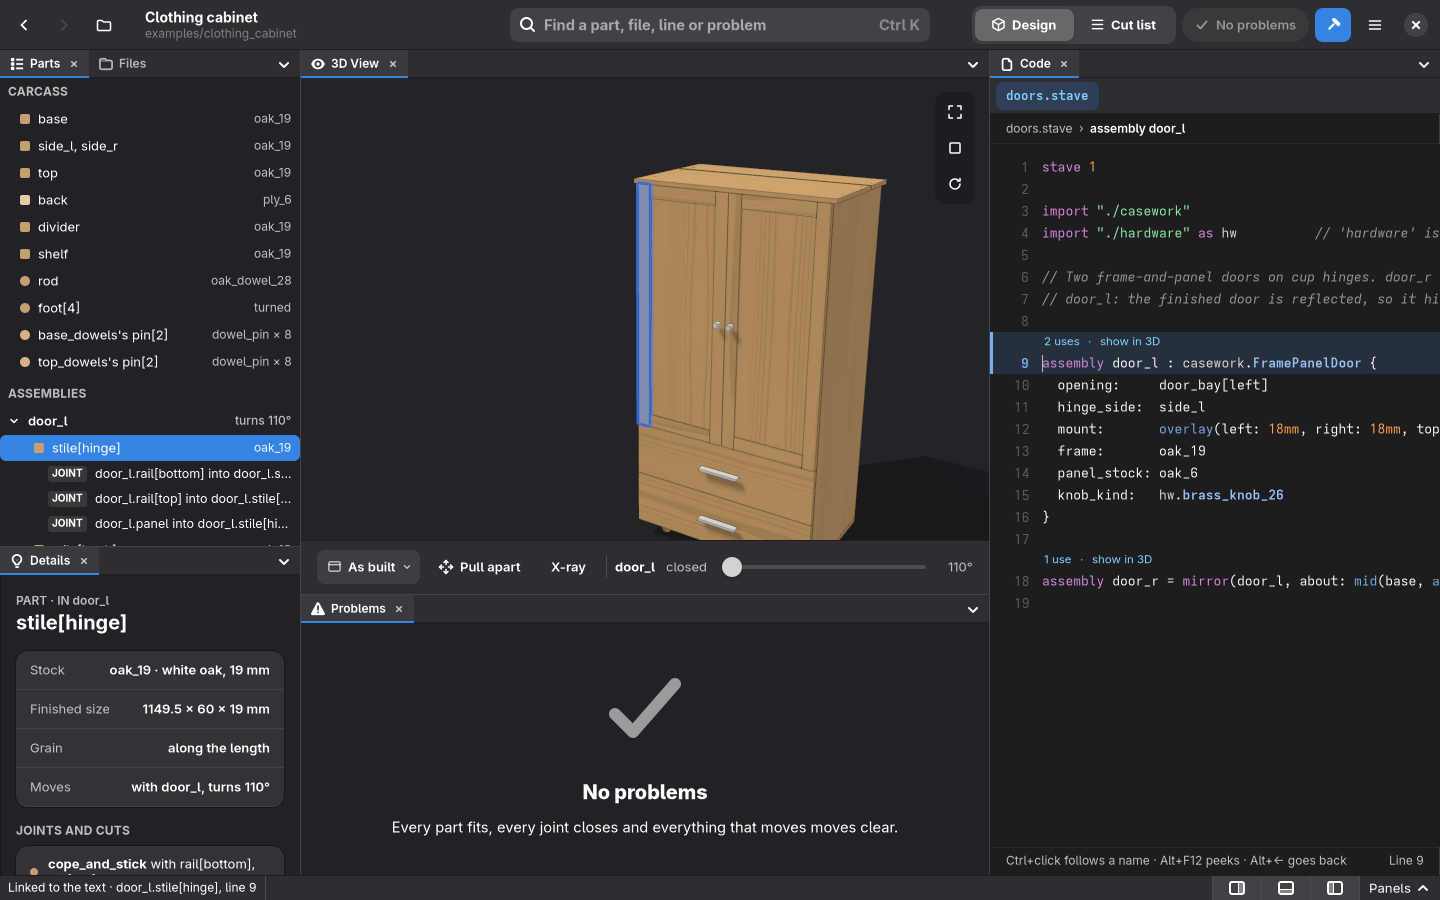 Clothing cabinet
examples/clothing_cabinet
Find a part, file, line or problem
Ctrl K
Design
Cut list
No problems
Parts ×
Files
CARCASS
base oak_19
side_l, side_r oak_19
top oak_19
back ply_6
divider oak_19
shelf oak_19
rod oak_dowel_28
foot[4] turned
base_dowels's pin[2] dowel_pin × 8
top_dowels's pin[2] dowel_pin × 8
ASSEMBLIES
door_l turns 110°
stile[hinge] oak_19
JOINT door_l.rail[bottom] into door_l.s...
JOINT door_l.rail[top] into door_l.stile[...
JOINT door_l.panel into door_l.stile[hi...
Details ×
PART · IN door_l
stile[hinge]
Stock oak_19 · white oak, 19 mm
Finished size 1149.5 × 60 × 19 mm
Grain along the length
Moves with door_l, turns 110°
JOINTS AND CUTS
cope_and_stick with rail[bottom],
3D View ×
As built
Pull apart
X-ray
door_l closed 110°
Problems ×
No problems
Every part fits, every joint closes and everything that moves moves clear.
Code ×
doors.stave
doors.stave › assembly door_l
1 stave 1
2
3 import "./casework"
4 import "./hardware" as hw // 'hardware' is
5
6 // Two frame-and-panel doors on cup hinges. door_r
7 // door_l: the finished door is reflected, so it hi
8
2 uses · show in 3D
9 assembly door_l : casework.FramePanelDoor {
10 opening: door_bay[left]
11 hinge_side: side_l
12 mount: overlay(left: 18mm, right: 18mm, top
13 frame: oak_19
14 panel_stock: oak_6
15 knob_kind: hw.brass_knob_26
16 }
17
1 use · show in 3D
18 assembly door_r = mirror(door_l, about: mid(base, a
19
Ctrl+click follows a name · Alt+F12 peeks · Alt+← goes back
Line 9
Linked to the text · door_l.stile[hinge], line 9
Panels